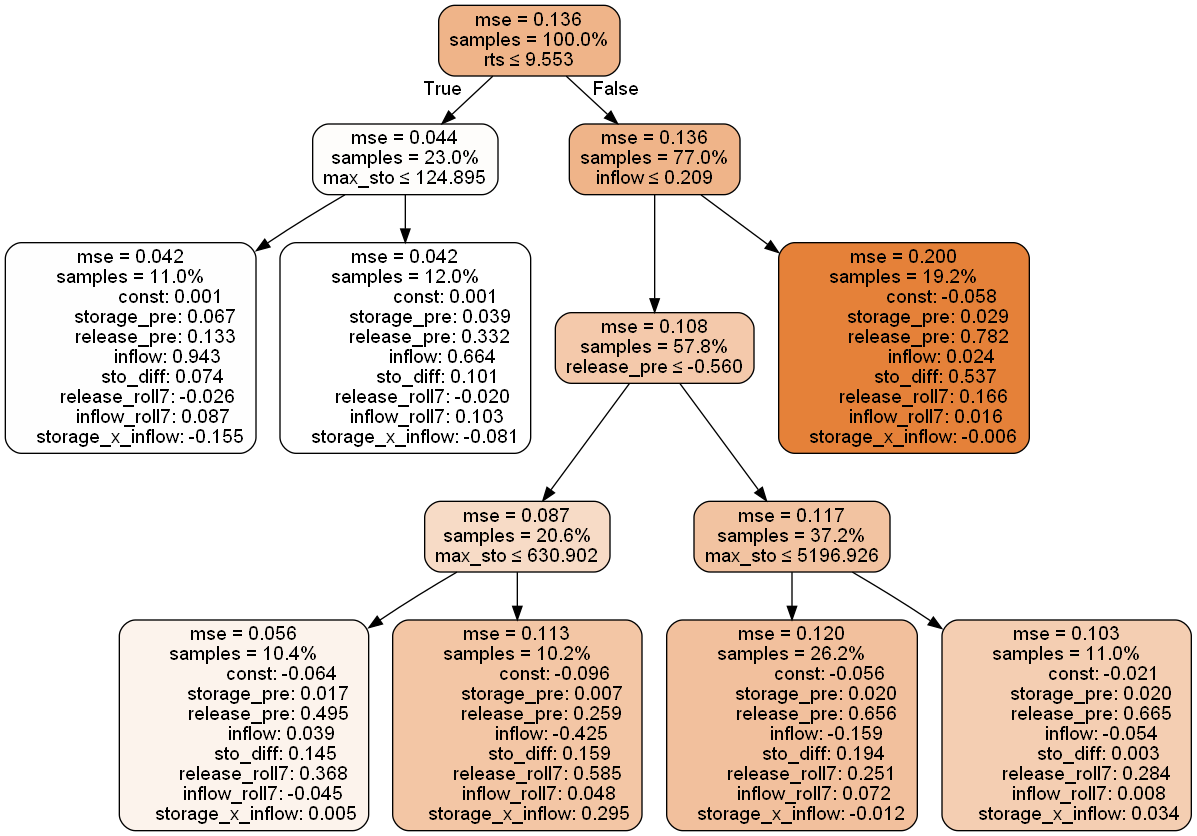 mse = 0.136
samples = 100.0%
rts ≤ 9.553
True
False
mse = 0.044
samples = 23.0%
max_sto ≤ 124.895
mse = 0.136
samples = 77.0%
inflow ≤ 0.209
mse = 0.042
samples = 11.0%
const: 0.001
storage_pre: 0.067
release_pre: 0.133
inflow: 0.943
sto_diff: 0.074
release_roll7: -0.026
inflow_roll7: 0.087
storage_x_inflow: -0.155
mse = 0.042
samples = 12.0%
const: 0.001
storage_pre: 0.039
release_pre: 0.332
inflow: 0.664
sto_diff: 0.101
release_roll7: -0.020
inflow_roll7: 0.103
storage_x_inflow: -0.081
mse = 0.108
samples = 57.8%
release_pre ≤ -0.560
mse = 0.200
samples = 19.2%
const: -0.058
storage_pre: 0.029
release_pre: 0.782
inflow: 0.024
sto_diff: 0.537
release_roll7: 0.166
inflow_roll7: 0.016
storage_x_inflow: -0.006
mse = 0.087
samples = 20.6%
max_sto ≤ 630.902
mse = 0.117
samples = 37.2%
max_sto ≤ 5196.926
mse = 0.056
samples = 10.4%
const: -0.064
storage_pre: 0.017
release_pre: 0.495
inflow: 0.039
sto_diff: 0.145
release_roll7: 0.368
inflow_roll7: -0.045
storage_x_inflow: 0.005
mse = 0.113
samples = 10.2%
const: -0.096
storage_pre: 0.007
release_pre: 0.259
inflow: -0.425
sto_diff: 0.159
release_roll7: 0.585
inflow_roll7: 0.048
storage_x_inflow: 0.295
mse = 0.120
samples = 26.2%
const: -0.056
storage_pre: 0.020
release_pre: 0.656
inflow: -0.159
sto_diff: 0.194
release_roll7: 0.251
inflow_roll7: 0.072
storage_x_inflow: -0.012
mse = 0.103
samples = 11.0%
const: -0.021
storage_pre: 0.020
release_pre: 0.665
inflow: -0.054
sto_diff: 0.003
release_roll7: 0.284
inflow_roll7: 0.008
storage_x_inflow: 0.034